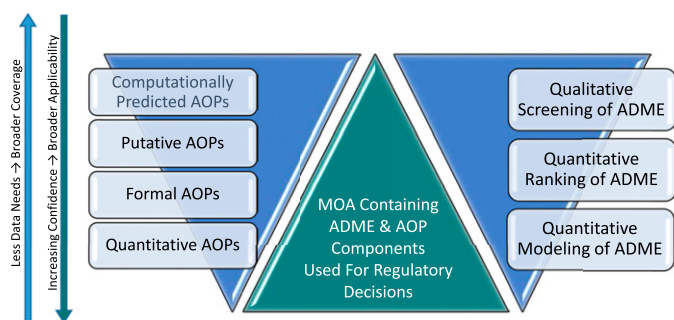 Less Data Needs → Broader Coverage
Increasing Confidence → Broader Applicability
Computationally
Predicted AOPs
Putative AOPs
Formal AOPs
Quantitative AOPs
MOA Containing
ADME & AOP
Components
Used For Regulatory
Decisions
Qualitative
Screening of ADME
Quantitative
Ranking of ADME
Quantitative
Modeling of ADME